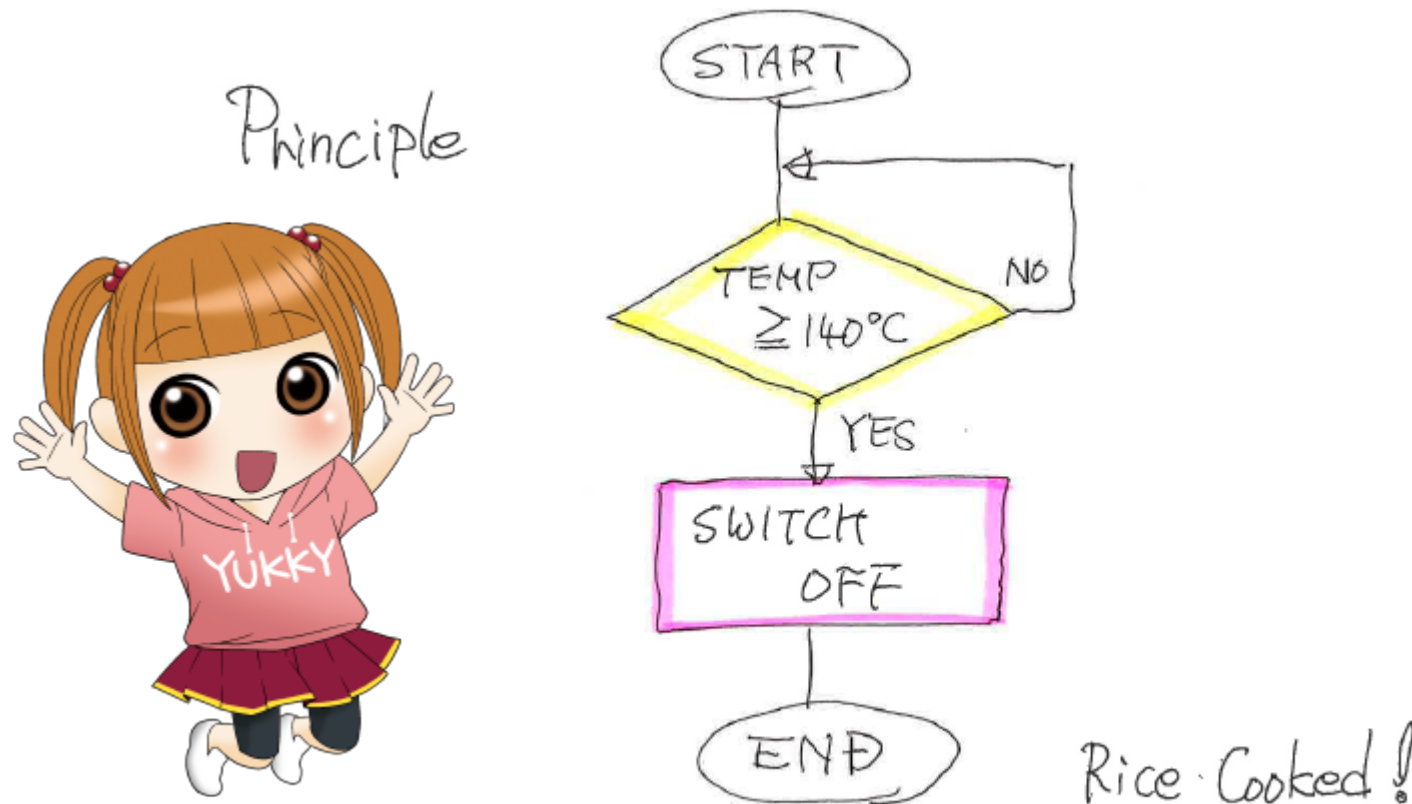 Principle
START
TEMP
≧140°C
NO
YES
SWITCH
OFF
END
Rice Cooked!
YUKKY